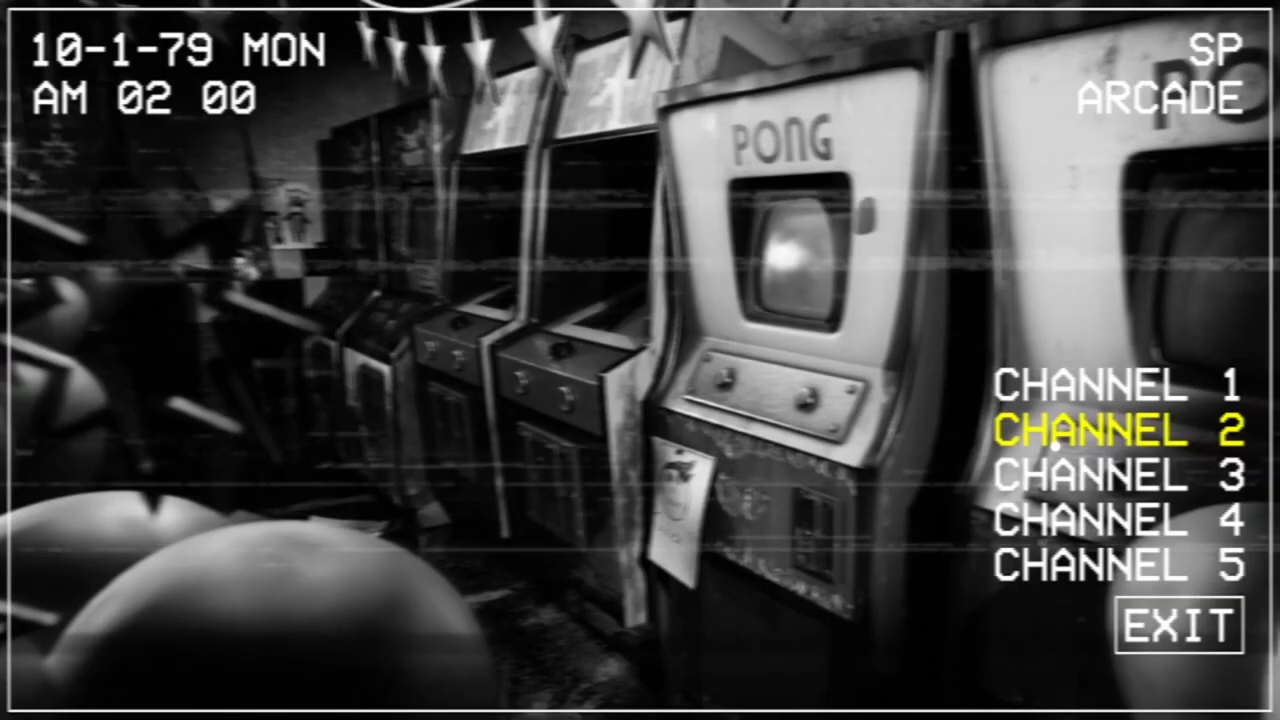 10-1-79 MON
AM 02 00
SP
ARCADE
PONG
PO
CHANNEL 1
CHANNEL 2
CHANNEL 3
CHANNEL 4
CHANNEL 5
EXIT